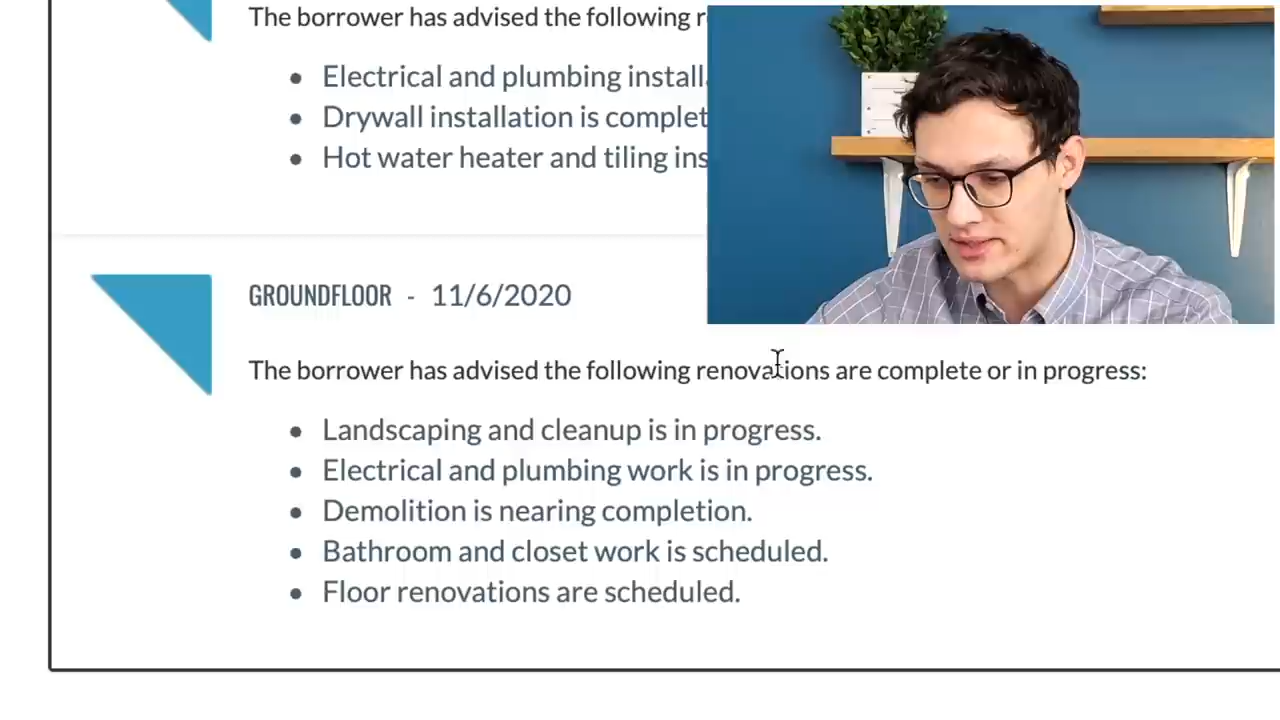 The borrower has advised the following
Electrical and plumbing
Drywall installation is
Hot water heater and tiling
GROUNDFLOOR - 11/6/2020
The borrower has advised the following renovations are complete or in progress:
Landscaping and cleanup is in progress.
Electrical and plumbing work is in progress.
Demolition is nearing completion.
Bathroom and closet work is scheduled.
Floor renovations are scheduled.